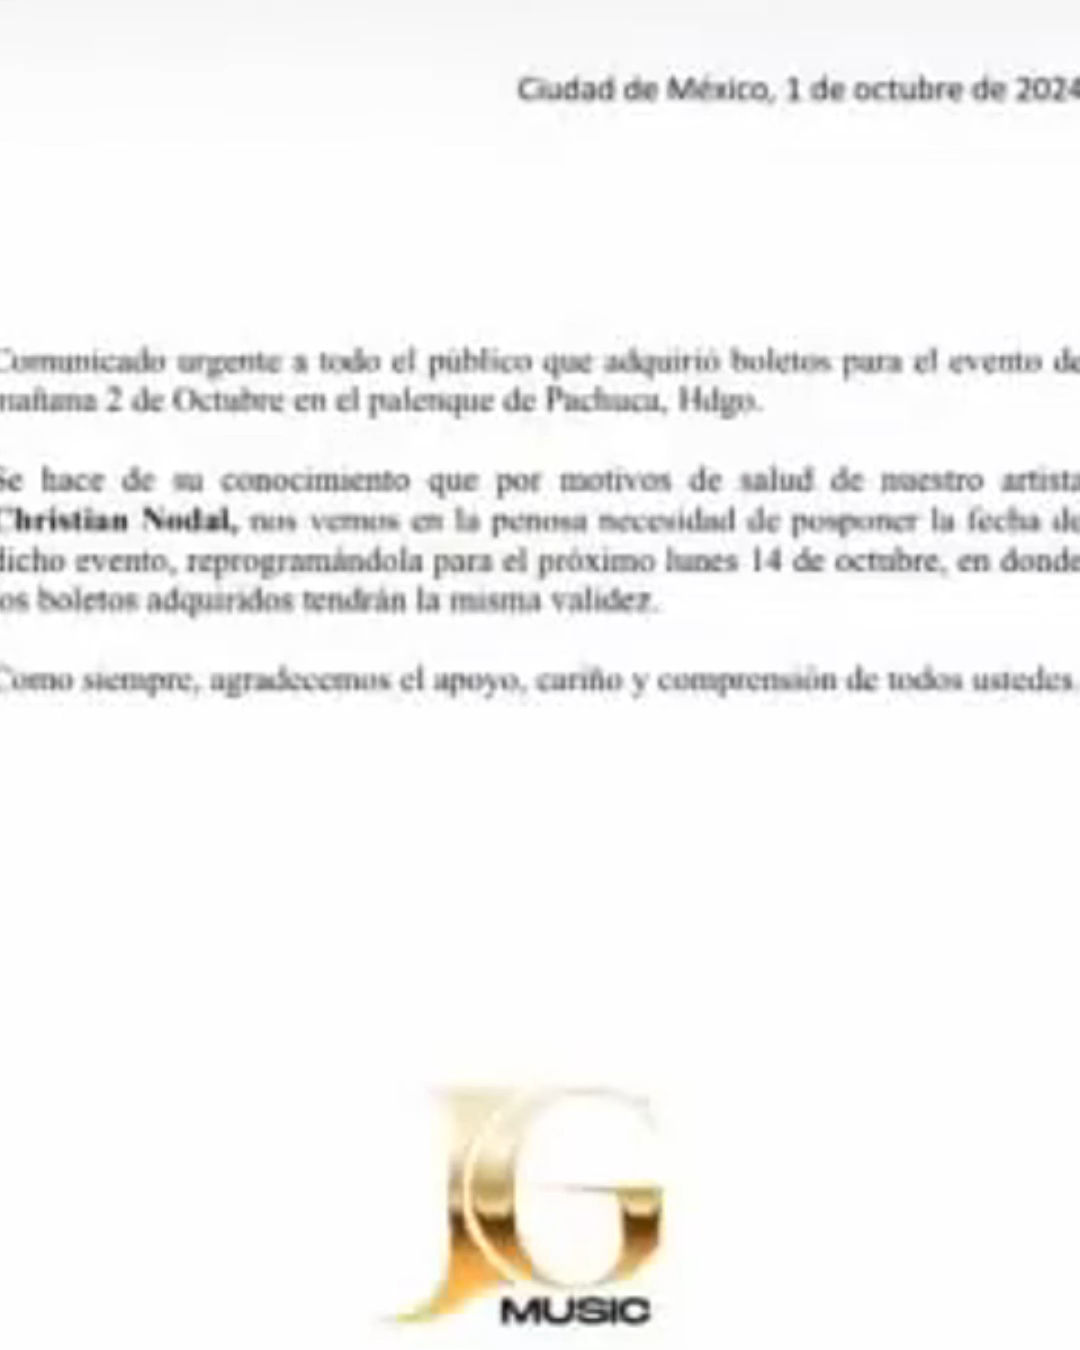 Ciudad de México, 1 de octubre de 2024
Comunicado urgente a todo el público que adquirió boletos para el evento de
mañana 2 de Octubre en el palenque de Pachuca, Hdgo.
Se hace de su conocimiento que por motivos de salud de nuestro artista
Christian Nodal, nos vemos en la penosa necesidad de posponer la fecha de
dicho evento, reprogramándola para el próximo lunes 14 de octubre, en donde
los boletos adquiridos tendrán la misma validez.
Como siempre, agradecemos el apoyo, cariño y comprensión de todos ustedes.
JG
MUSIC